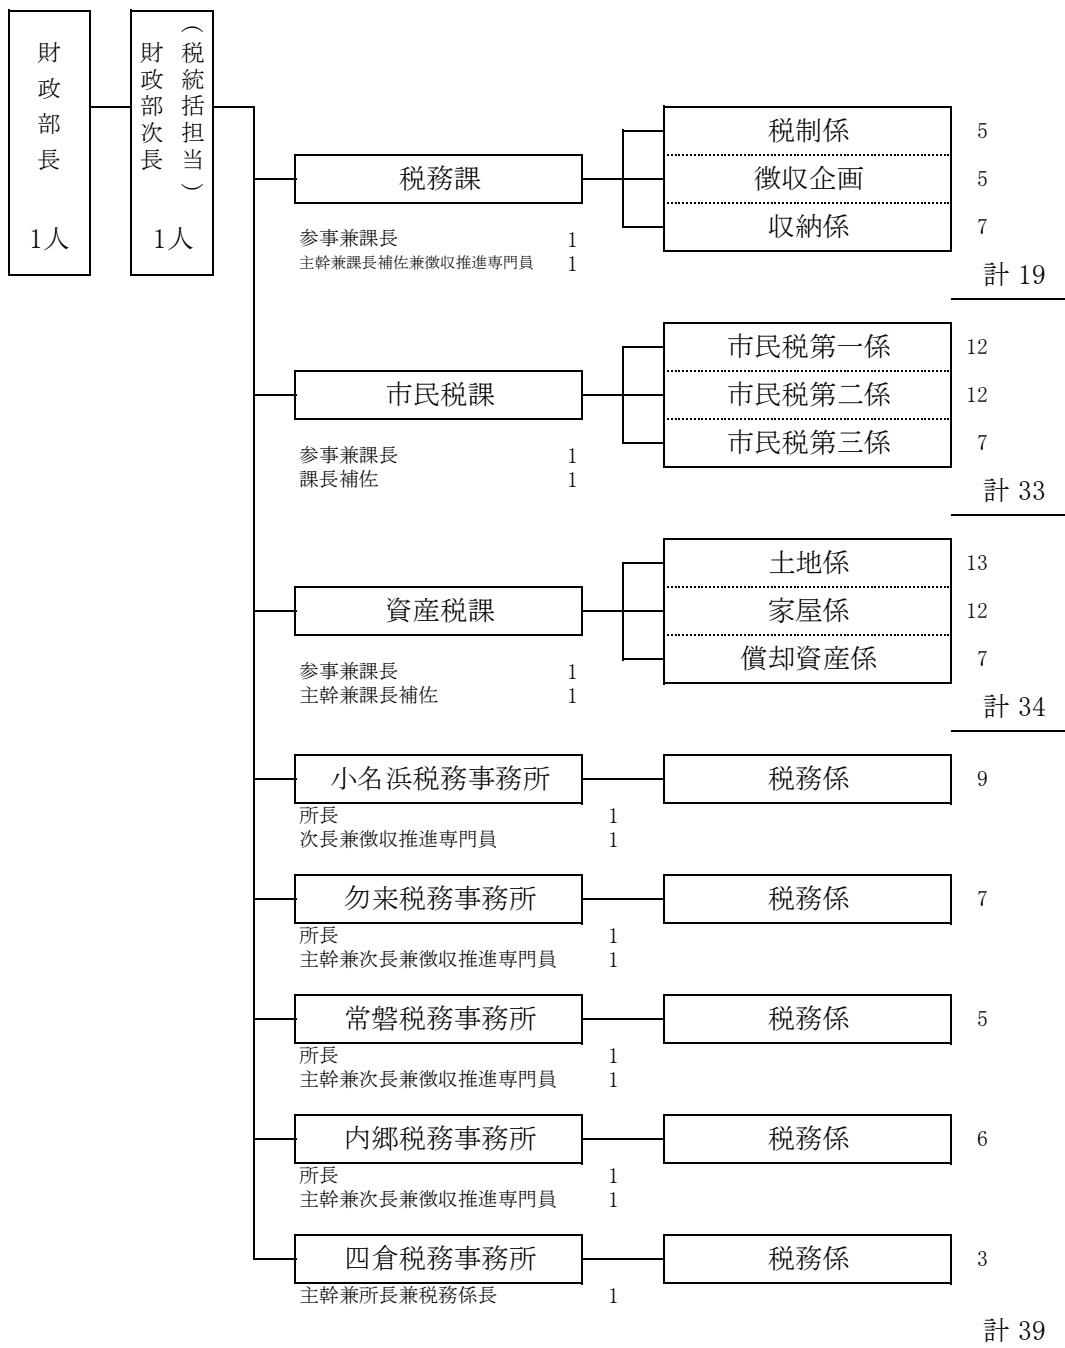 財政部長
1人
財政部次長
（税統括担当）
1人
税務課
参事兼課長 1
主幹兼課長補佐兼徴収推進専門員 1
税制係 5
徴収企画 5
収納係 7
計 19
市民税課
参事兼課長 1
課長補佐 1
市民税第一係 12
市民税第二係 12
市民税第三係 7
計 33
資産税課
参事兼課長 1
主幹兼課長補佐 1
土地係 13
家屋係 12
償却資産係 7
計 34
小名浜税務事務所
所長 1
次長兼徴収推進専門員 1
税務係 9
勿来税務事務所
所長 1
主幹兼次長兼徴収推進専門員 1
税務係 7
常磐税務事務所
所長 1
主幹兼次長兼徴収推進専門員 1
税務係 5
内郷税務事務所
所長 1
主幹兼次長兼徴収推進専門員 1
税務係 6
四倉税務事務所
主幹兼所長兼税務係長 1
税務係 3
計 39